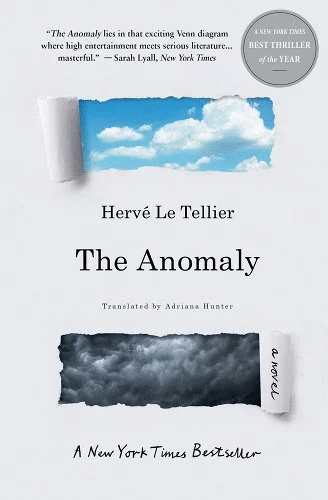 "The Anomaly lies in that exciting Venn diagram
where high entertainment meets serious literature...
masterful." — Sarah Lyall, New York Times
A NEW YORK TIMES
BEST THRILLER
of the YEAR
Hervé Le Tellier
The Anomaly
Translated by Adriana Hunter
a novel
A New York Times Bestseller